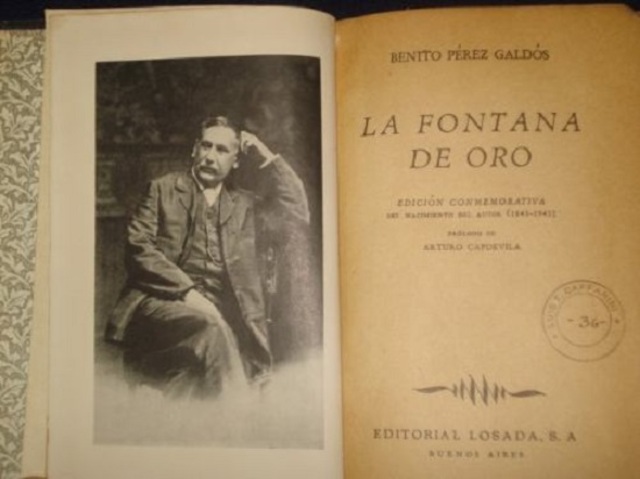 BENITO PÉREZ GALDÓS
LA FONTANA
DE ORO
EDICIÓN CONMEMORATIVA
DEL NACIMIENTO DEL AUTOR (1843-1943)
PRÓLOGO DE
ARTURO CAPDEVILA
-36-
EDITORIAL LOSADA, S. A
BUENOS AIRES